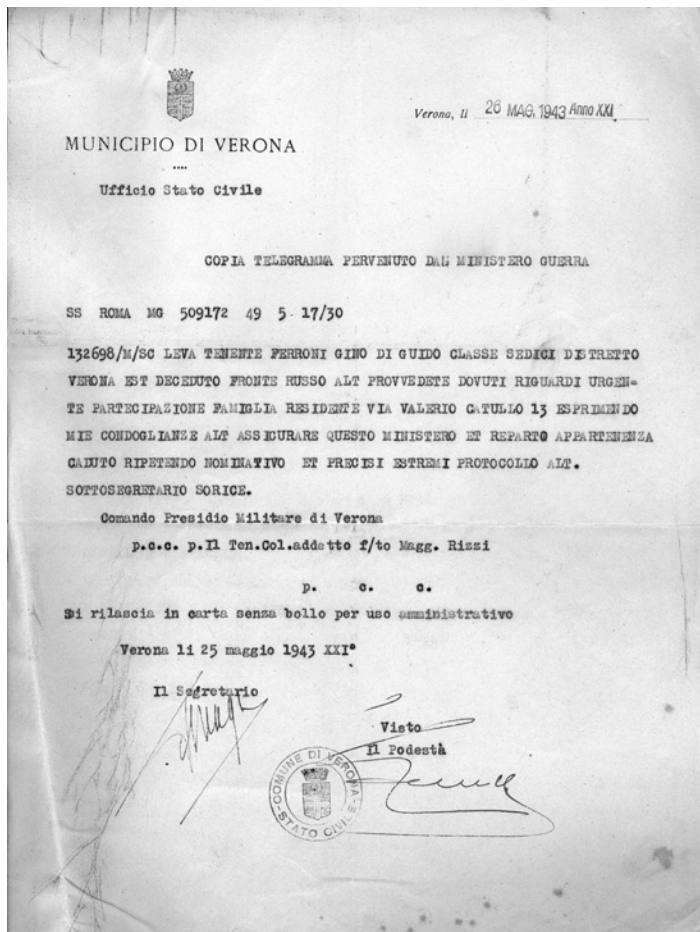 Verona, li 26 MAG. 1943 Anno XXI
MUNICIPIO DI VERONA
Ufficio Stato Civile
COPIA TELEGRAMMA PERVENUTO DAL MINISTERO GUERRA
SS ROMA MG 509172 49 5 17/30
132698/M/SC LEVA TENENTE FERRONI GINO DI GUIDO CLASSE SEDICI DISTRETTO
VERONA EST DECEDUTO FRONTE RUSSO ALT PROVVEDETE DOVUTI RIGUARDI URGEN=
TE PARTECIPAZIONE FAMIGLIA RESIDENTE VIA VALERIO CATULLO 13 ESPRIMENDO
MIE CONDOGLIANZE ALT ASSICURARE QUESTO MINISTERO ET REPARTO APPARTENENZA
CADUTO RIPETENDO NOMINATIVO ET PRECISI ESTREMI PROTOCOLLO ALT.
SOTTOSEGRETARIO SORICE.
Comando Presidio Militare di Verona
p.c.c. p.Il Ten.Col.addetto f/to Magg. Rizzi
p. c. c.
Si rilascia in carta senza bollo per uso amministrativo
Verona li 25 maggio 1943 XXI°
Il Segretario
Visto
Il Podestà
COMUNE DI VERONA
STATO CIVILE